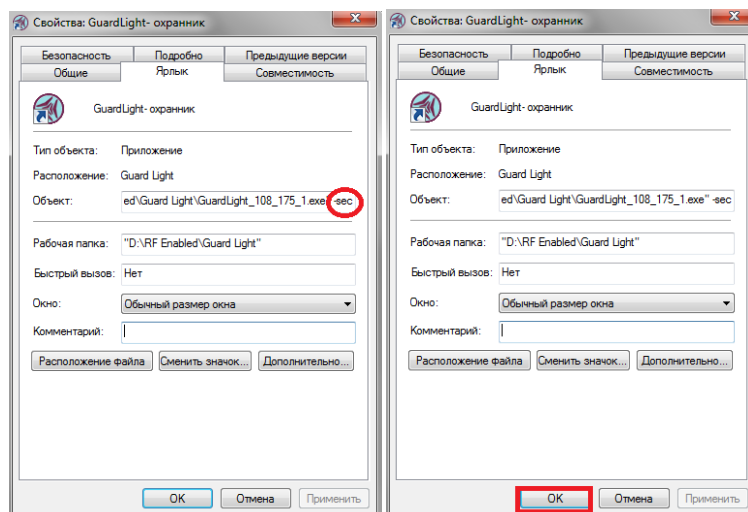 Свойства: GuardLight- охранник
Безопасность Подробно Предыдущие версии
Общие Ярлык Совместимость
GuardLight- охранник
Тип объекта: Приложение
Расположение: Guard Light
Объект: ed\Guard Light\GuardLight_108_175_1.exe" -sec
Рабочая папка: "D:\RF Enabled\Guard Light"
Быстрый вызов: Нет
Окно: Обычный размер окна
Комментарий:
Расположение файла Сменить значок... Дополнительно...
OK Отмена Применить
Свойства: GuardLight- охранник
Безопасность Подробно Предыдущие версии
Общие Ярлык Совместимость
GuardLight- охранник
Тип объекта: Приложение
Расположение: Guard Light
Объект: ed\Guard Light\GuardLight_108_175_1.exe" -sec
Рабочая папка: "D:\RF Enabled\Guard Light"
Быстрый вызов: Нет
Окно: Обычный размер окна
Комментарий:
Расположение файла Сменить значок... Дополнительно...
OK Отмена Применить